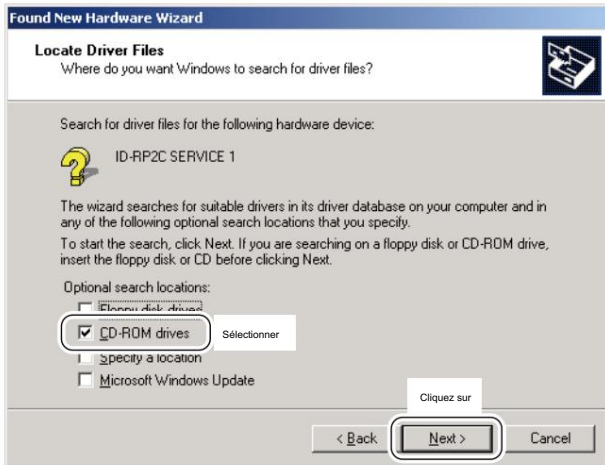 Found New Hardware Wizard
Locate Driver Files
Where do you want Windows to search for driver files?
Search for driver files for the following hardware device:
ID-RP2C SERVICE 1
The wizard searches for suitable drivers in its driver database on your computer and in
any of the following optional search locations that you specify.
To start the search, click Next. If you are searching on a floppy disk or CD-ROM drive,
insert the floppy disk or CD before clicking Next.
Optional search locations:
Floppy disk drives
CD-ROM drives
Sélectionner
Specify a location
Microsoft Windows Update
Cliquez sur
< Back
Next >
Cancel